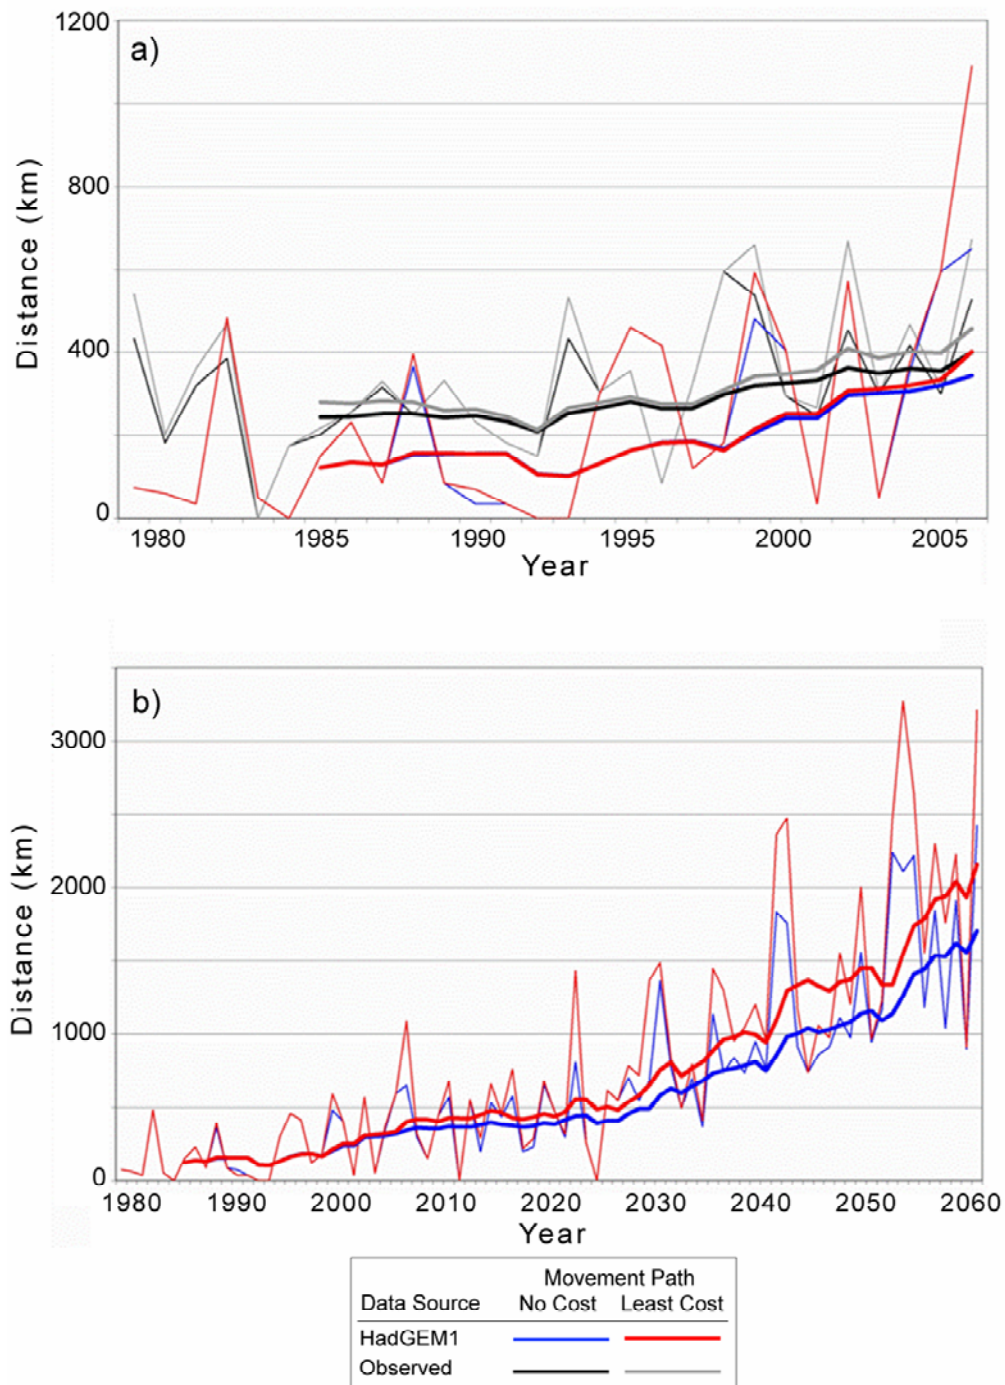 a)
1200
800
400
0
Distance (km)
1980 1985 1990 1995 2000 2005
Year
b)
3000
2000
1000
0
Distance (km)
1980 1990 2000 2010 2020 2030 2040 2050 2060
Year
Movement Path
Data Source No Cost Least Cost
HadGEM1
Observed